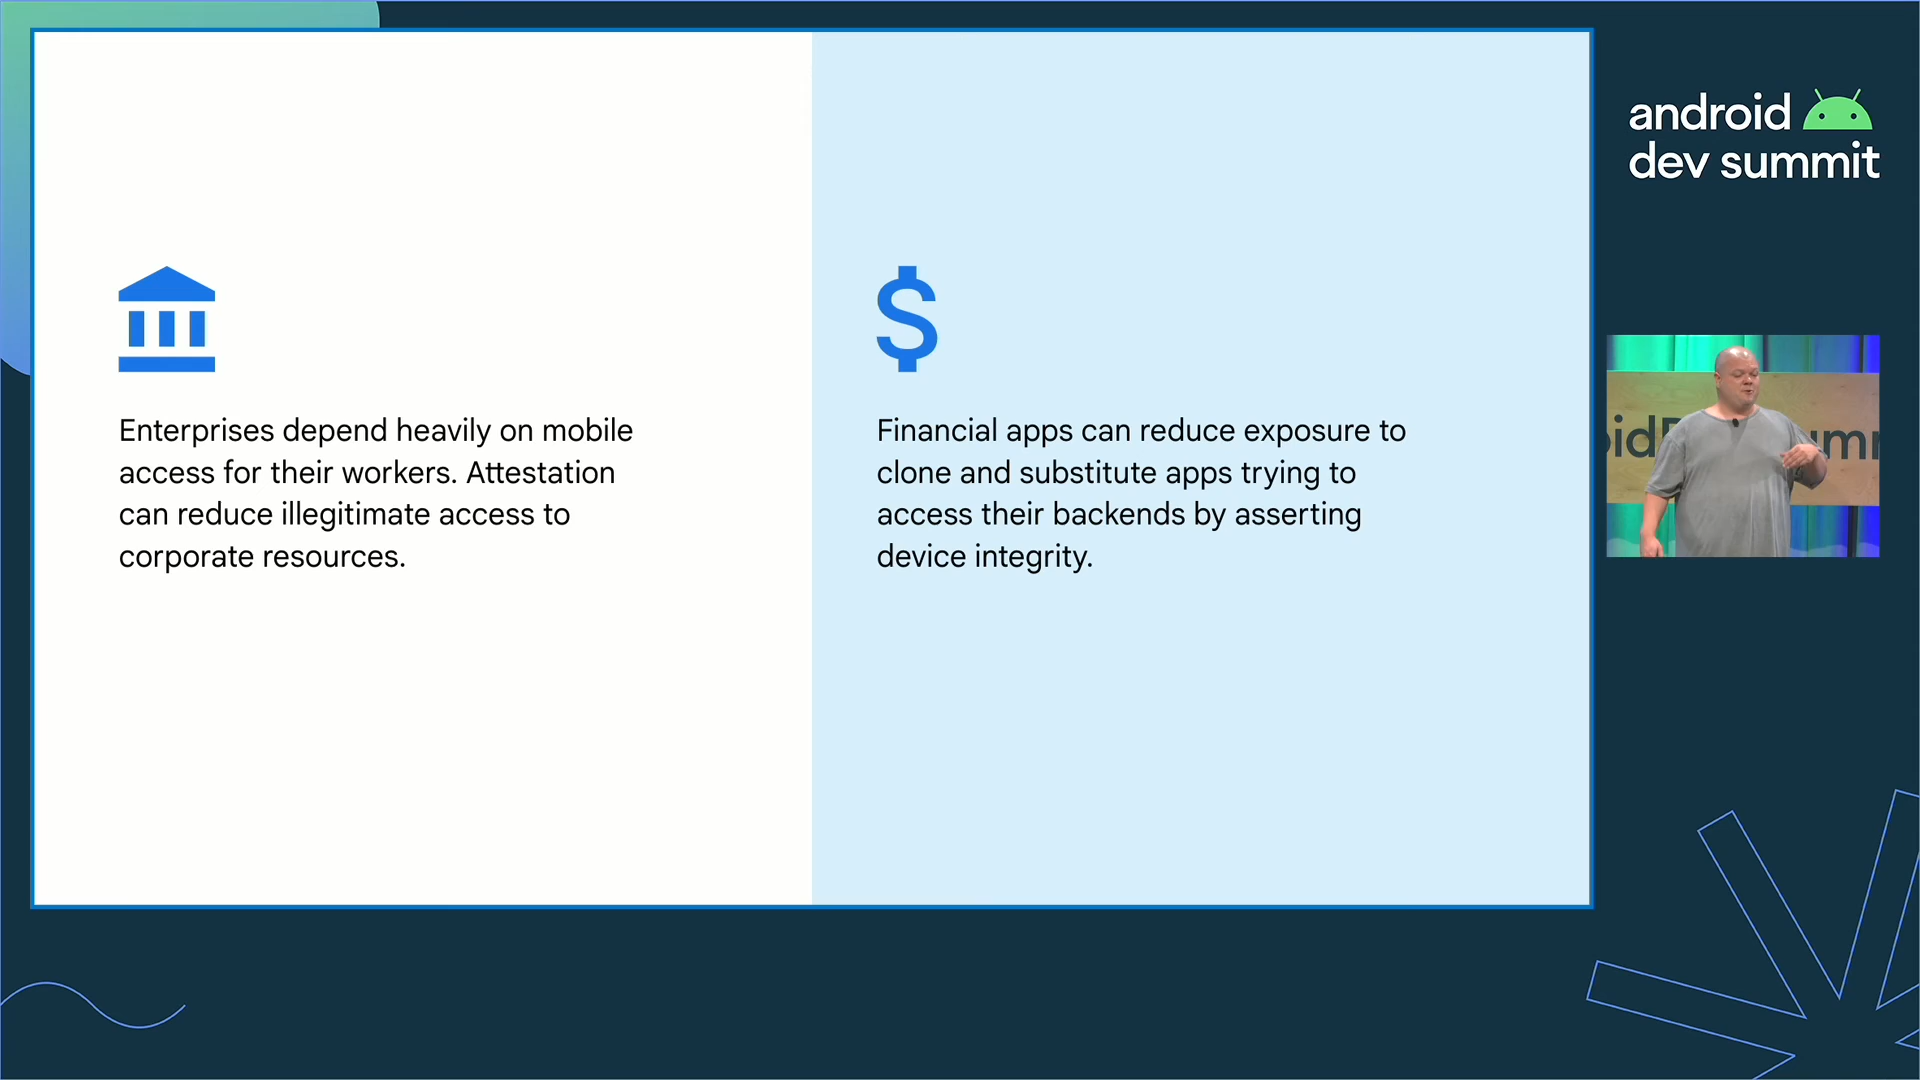 Enterprises depend heavily on mobile
access for their workers. Attestation
can reduce illegitimate access to
corporate resources.
$
Financial apps can reduce exposure to
clone and substitute apps trying to
access their backends by asserting
device integrity.
android
dev summit